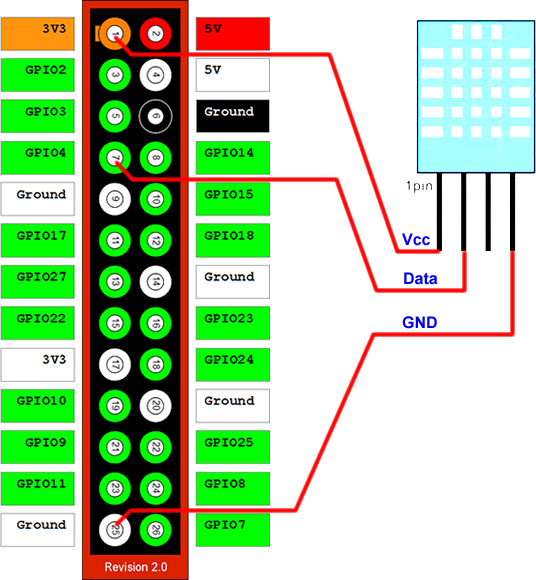 3V3 1 2 5V
GPIO2 3 4 5V
GPIO3 5 6 Ground
GPIO4 7 8 GPIO14
Ground 9 10 GPIO15
GPIO17 11 12 GPIO18
GPIO27 13 14 Ground
GPIO22 15 16 GPIO23
3V3 17 18 GPIO24
GPIO10 19 20 Ground
GPIO9 21 22 GPIO25
GPIO11 23 24 GPIO8
Ground 25 26 GPIO7
Revision 2.0
1pin
Vcc
Data
GND